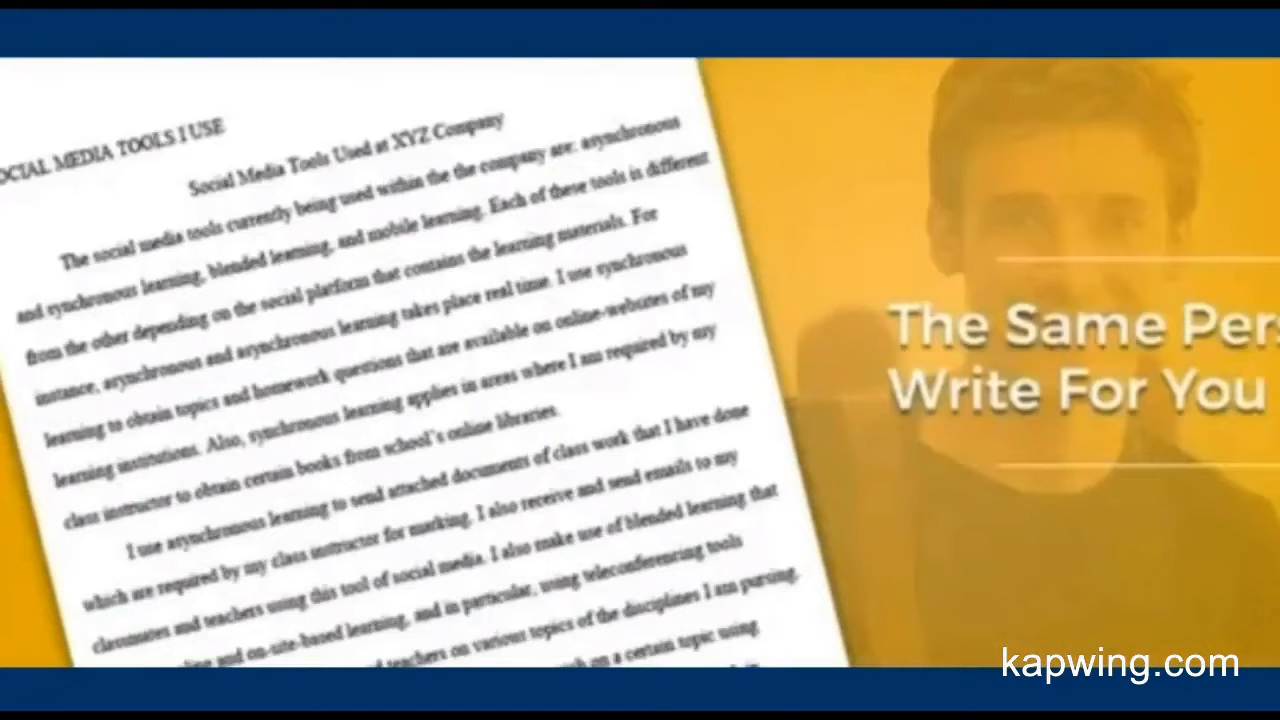 OCIAL MEDIA TOOLS I USE
Social Media Tools Used at XYZ Company
The social media tools currently being used within the the company are: asynchronous
and synchronous learning, blended learning, and mobile learning. Each of these tools is different
from the other depending on the social platform that contains the learning materials. For
instance, asynchronous and asynchronous learning takes place real time. I use synchronous
learning to obtain topics and homework questions that are available on online-websites of my
learning institutions. Also, synchronous learning applies in areas where I am required by my
class instructor to obtain certain books from school's online libraries.
I use asynchronous learning to send attached documents of class work that I have done
which are required by my class instructor for marking. I also receive and send emails to my
classmates and teachers using this tool of social media. I also make use of blended learning that
and on-site-based learning, and in particular, using teleconferencing tools
teachers on various topics of the disciplines I am pursing.
on a certain topic using
The Same Pers
Write For You
kapwing.com